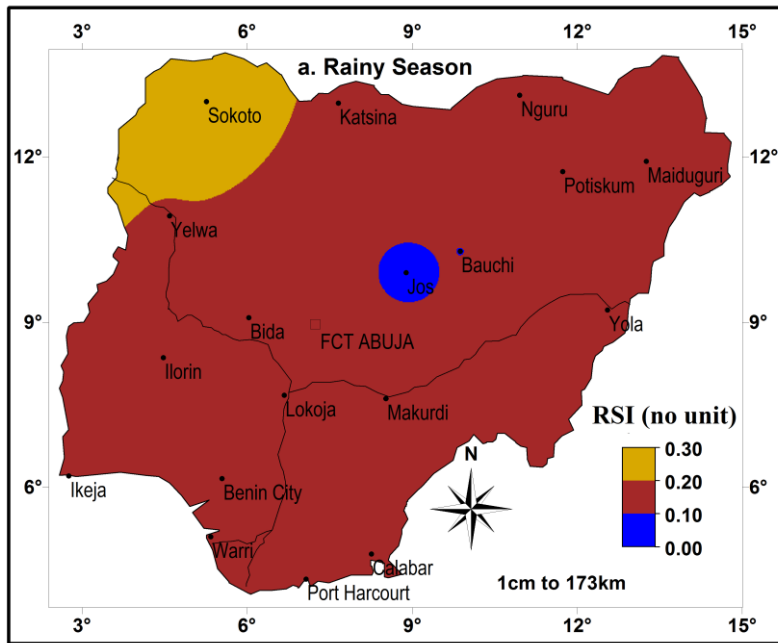 3° 6° 9° 12° 15°
a. Rainy Season
Sokoto
Katsina
Nguru
12° 12°
Potiskum
Maiduguri
Yelwa
Bauchi
Jos
9° 9°
Bida
FCT ABUJA
Yola
Ilorin
Lokoja
Makurdi
RSI (no unit)
0.30
0.20
0.10
0.00
N
6° 6°
Ikeja
Benin City
Warri
Calabar
Port Harcourt
1cm to 173km
3° 6° 9° 12° 15°